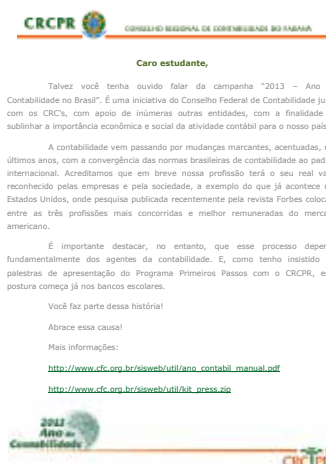 CRCPR
CONSELHO REGIONAL DE CONTABILIDADE DO PARANÁ
Caro estudante,
Talvez você tenha ouvido falar da campanha "2013 – Ano
Contabilidade no Brasil". É uma iniciativa do Conselho Federal de Contabilidade ju
com os CRC's, com apoio de inúmeras outras entidades, com a finalidade
sublinhar a importância econômica e social da atividade contábil para o nosso país
A contabilidade vem passando por mudanças marcantes, acentuadas,
últimos anos, com a convergência das normas brasileiras de contabilidade ao pad
internacional. Acreditamos que em breve nossa profissão terá o seu real va
reconhecido pelas empresas e pela sociedade, a exemplo do que já acontece
Estados Unidos, onde pesquisa publicada recentemente pela revista Forbes coloca
entre as três profissões mais concorridas e melhor remuneradas do merca
americano.
É importante destacar, no entanto, que esse processo deper
fundamentalmente dos agentes da contabilidade. E, como tenho insistido
palestras de apresentação do Programa Primeiros Passos com o CRCPR, e
postura começa já nos bancos escolares.
Você faz parte dessa história!
Abrace essa causa!
Mais informações:
http://www.cfc.org.br/sisweb/util/ano_contabil_manual.pdf
http://www.cfc.org.br/sisweb/util/kit_press.zip
2013
Ano da
Contabilidade
CRCPR